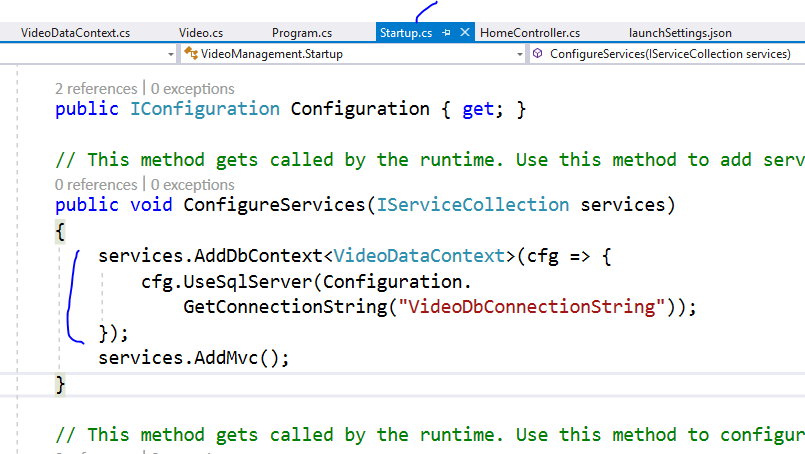 VideoDataContext.cs Video.cs Program.cs Startup.cs HomeController.cs launchSettings.json
VideoManagement.Startup ConfigureServices(IServiceCollection services)
2 references | 0 exceptions
public IConfiguration Configuration { get; }
// This method gets called by the runtime. Use this method to add serv
0 references | 0 exceptions
public void ConfigureServices(IServiceCollection services)
{
services.AddDbContext<VideoDataContext>(cfg => {
cfg.UseSqlServer(Configuration.
GetConnectionString("VideoDbConnectionString"));
});
services.AddMvc();
}
// This method gets called by the runtime. Use this method to configur